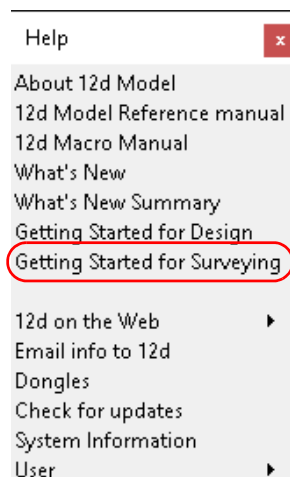 Help
x
About 12d Model
12d Model Reference manual
12d Macro Manual
What's New
What's New Summary
Getting Started for Design
Getting Started for Surveying
12d on the Web
Email info to 12d
Dongles
Check for updates
System Information
User